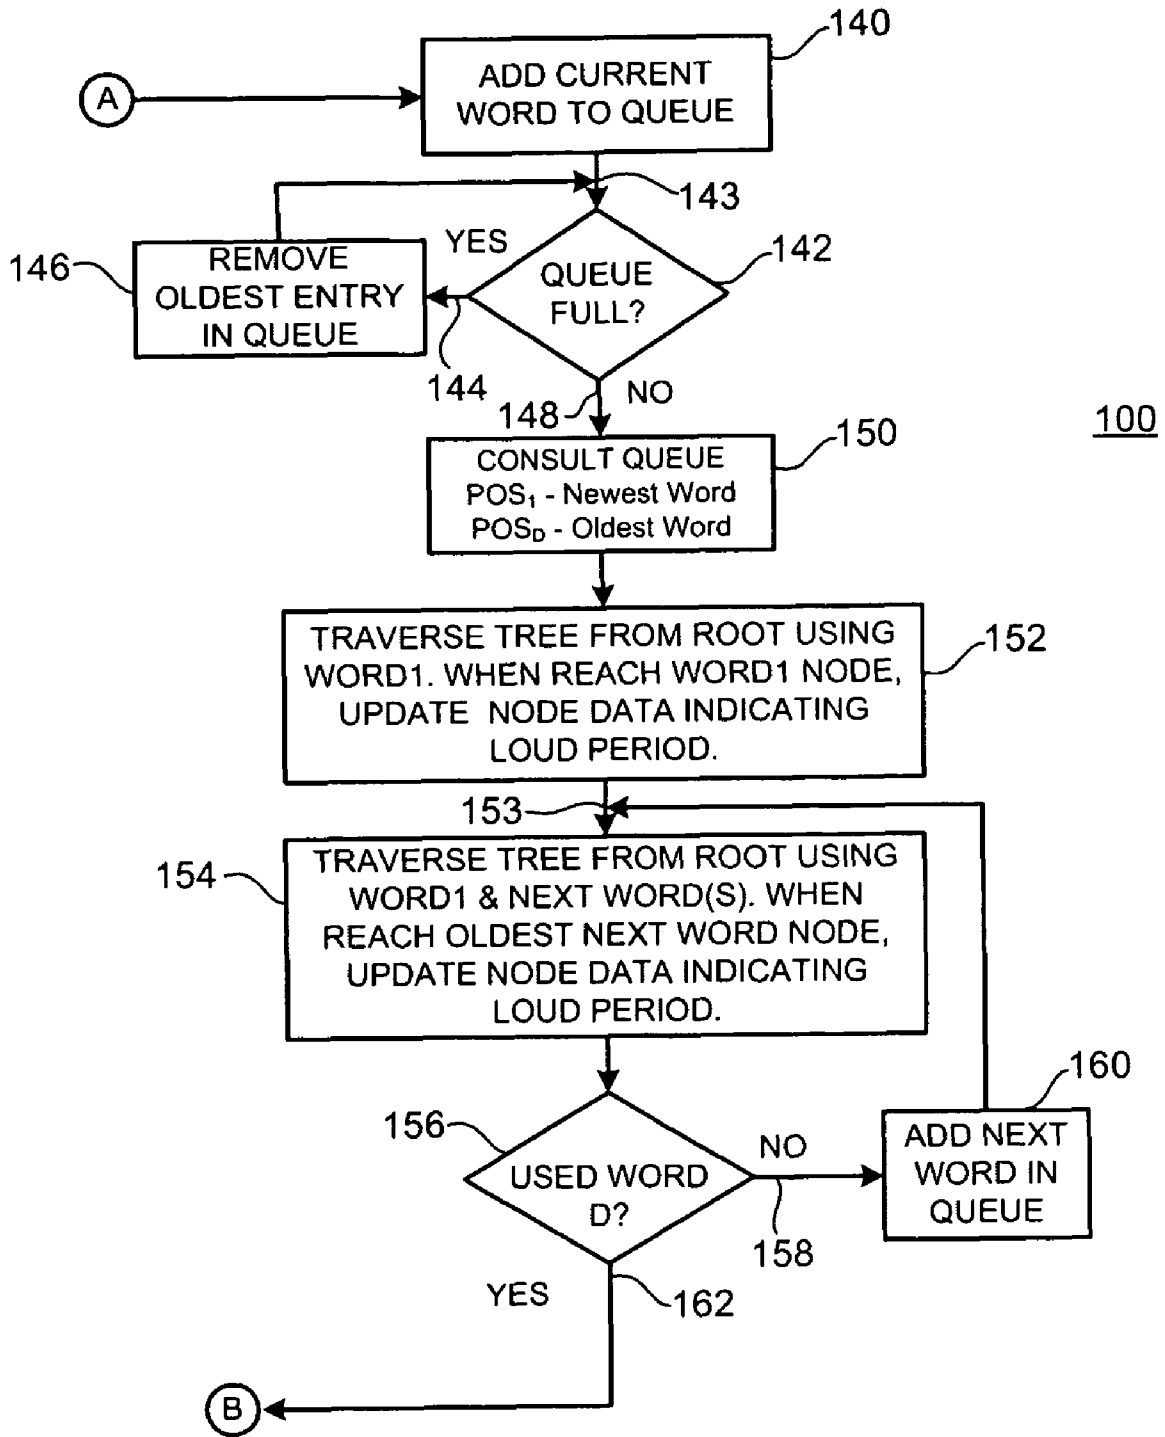 140
A
ADD CURRENT
WORD TO QUEUE
143
YES
146
REMOVE
OLDEST ENTRY
IN QUEUE
QUEUE
FULL?
142
144
148
NO
100
150
CONSULT QUEUE
POS₁ - Newest Word
POS_D - Oldest Word
TRAVERSE TREE FROM ROOT USING
WORD1. WHEN REACH WORD1 NODE,
UPDATE NODE DATA INDICATING
LOUD PERIOD.
152
153
154
TRAVERSE TREE FROM ROOT USING
WORD1 & NEXT WORD(S). WHEN
REACH OLDEST NEXT WORD NODE,
UPDATE NODE DATA INDICATING
LOUD PERIOD.
156
USED WORD
D?
NO
158
160
ADD NEXT
WORD IN
QUEUE
YES
162
B